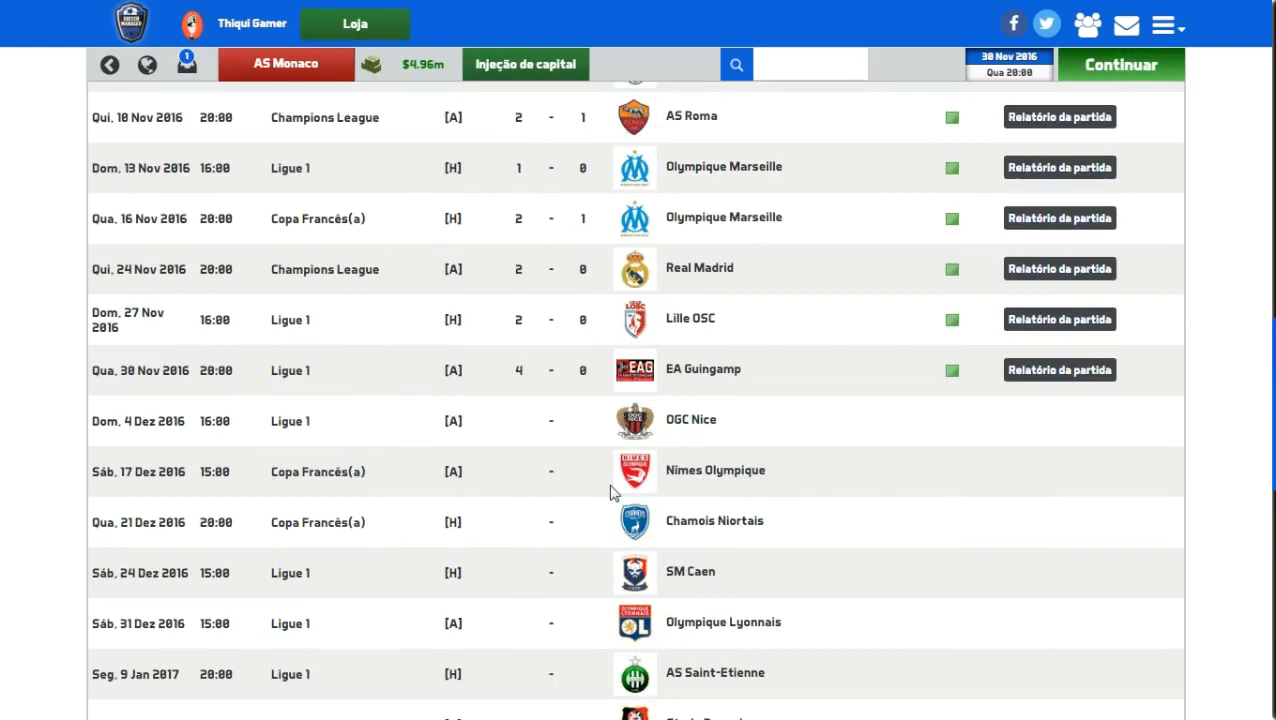 SOCCER MANAGER
Thiqui Gamer
Loja
1
AS Monaco
$4.96m
Injeção de capital
30 Nov 2016
Qua 20:00
Continuar
Qui, 10 Nov 2016 20:00 Champions League [A] 2 - 1 AS Roma Relatório da partida
Dom, 13 Nov 2016 16:00 Ligue 1 [H] 1 - 0 Olympique Marseille Relatório da partida
Qua, 16 Nov 2016 20:00 Copa Francês(a) [H] 2 - 1 Olympique Marseille Relatório da partida
Qui, 24 Nov 2016 20:00 Champions League [A] 2 - 0 Real Madrid Relatório da partida
Dom, 27 Nov 2016 16:00 Ligue 1 [H] 2 - 0 Lille OSC Relatório da partida
Qua, 30 Nov 2016 20:00 Ligue 1 [A] 4 - 0 EAG EA Guingamp Relatório da partida
Dom, 4 Dez 2016 16:00 Ligue 1 [A] - OGC Nice
Sáb, 17 Dez 2016 15:00 Copa Francês(a) [A] - Nîmes Olympique
Qua, 21 Dez 2016 20:00 Copa Francês(a) [H] - Chamois Niortais
Sáb, 24 Dez 2016 15:00 Ligue 1 [H] - SM Caen
Sáb, 31 Dez 2016 15:00 Ligue 1 [A] - OL Olympique Lyonnais
Seg, 9 Jan 2017 20:00 Ligue 1 [H] - AS Saint-Etienne